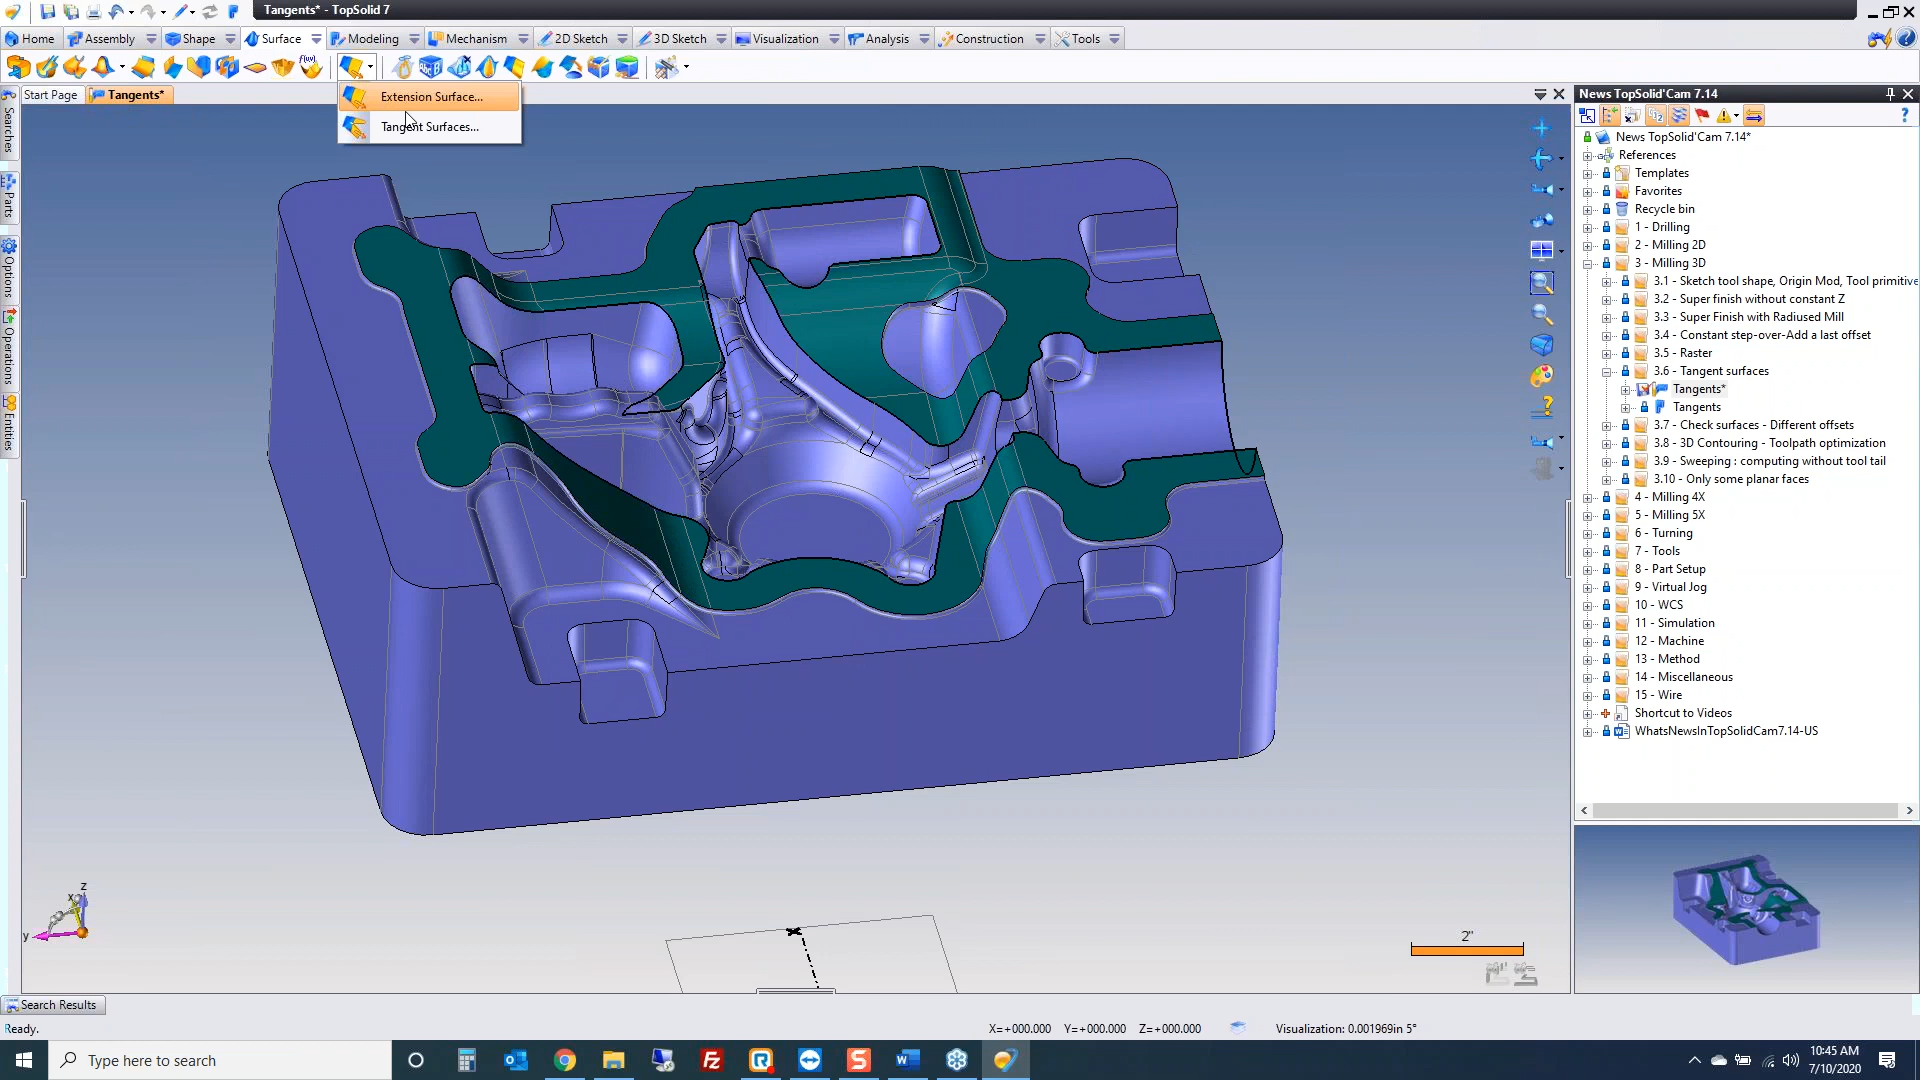 Tangents* - TopSolid 7
Home Assembly Shape Surface Modeling Mechanism 2D Sketch 3D Sketch Visualization Analysis Construction Tools
f(u,v)
Abc B
Start Page Tangents*
Extension Surface...
Tangent Surfaces...
Searches
Parts
Options
Operations
Entities
News TopSolid'Cam 7.14
News TopSolid'Cam 7.14*
References
Templates
Favorites
Recycle bin
1 - Drilling
2 - Milling 2D
3 - Milling 3D
3.1 - Sketch tool shape, Origin Mod, Tool primitive
3.2 - Super finish without constant Z
3.3 - Super Finish with Radiused Mill
3.4 - Constant step-over-Add a last offset
3.5 - Raster
3.6 - Tangent surfaces
Tangents*
Tangents
3.7 - Check surfaces - Different offsets
3.8 - 3D Contouring - Toolpath optimization
3.9 - Sweeping : computing without tool tail
3.10 - Only some planar faces
4 - Milling 4X
5 - Milling 5X
6 - Turning
7 - Tools
8 - Part Setup
9 - Virtual Jog
10 - WCS
11 - Simulation
12 - Machine
13 - Method
14 - Miscellaneous
15 - Wire
Shortcut to Videos
WhatsNewsInTopSolidCam7.14-US
z
x
y
2"
Search Results
Ready.
X=+000.000 Y=+000.000 Z=+000.000 Visualization: 0.001969in 5°
Type here to search
10:45 AM
7/10/2020